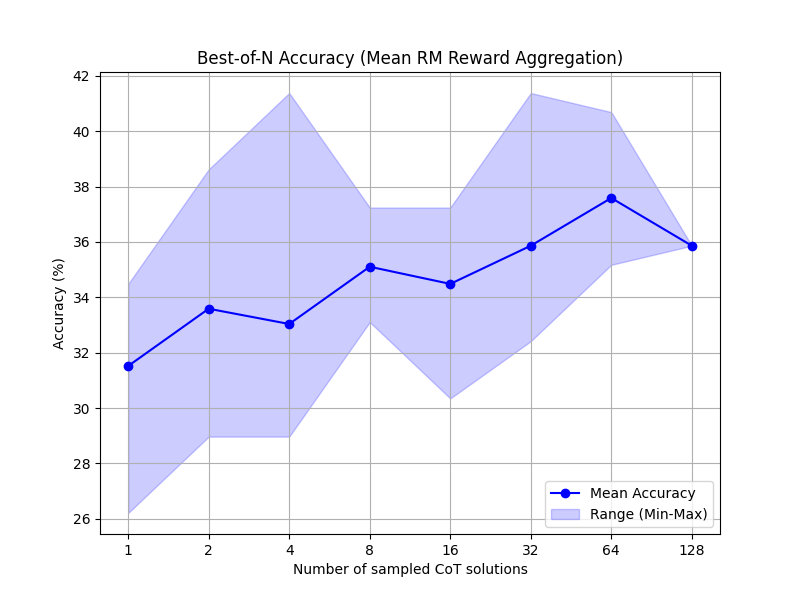 Best-of-N Accuracy (Mean RM Reward Aggregation)
42
40
38
36
34
32
30
28
26
Accuracy (%)
Mean Accuracy
Range (Min-Max)
1 2 4 8 16 32 64 128
Number of sampled CoT solutions